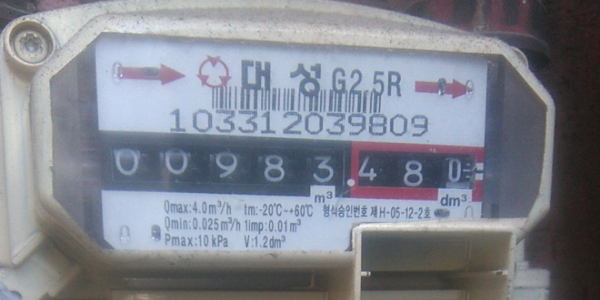 대성 G2.5R
103312039809
00983.480
m³ dm³
Qmax:4.0m³/h tm:-20℃~+60℃ 형식승인번호 제H-05-12-2호
Qmin:0.025m³/h 1imp:0.01m³
Pmax:10 kPa V:1.2dm³